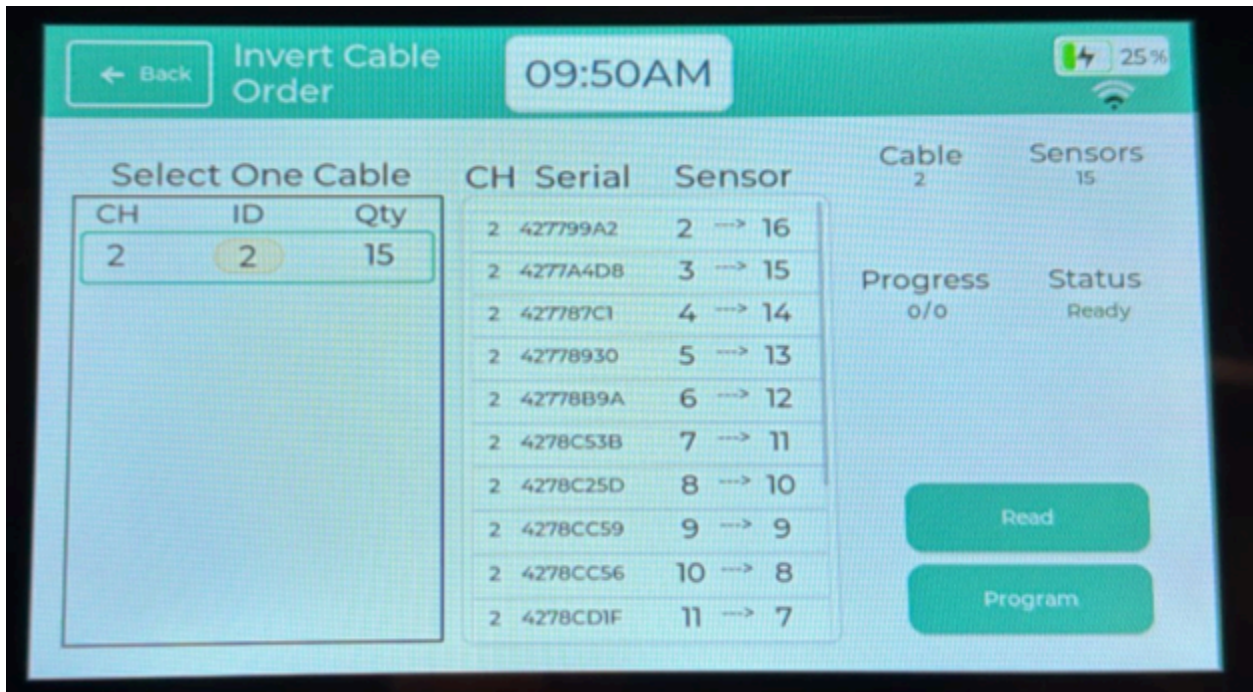 ← Back
Invert Cable
Order
09:50AM
25%
Select One Cable
CH ID Qty
2 2 15
CH Serial Sensor
2 427799A2 2 ---> 16
2 4277A4D8 3 ---> 15
2 427787C1 4 ---> 14
2 42778930 5 ---> 13
2 42778B9A 6 ---> 12
2 4278C53B 7 ---> 11
2 4278C25D 8 ---> 10
2 4278CC59 9 ---> 9
2 4278CC56 10 ---> 8
2 4278CD1F 11 ---> 7
Cable Sensors
2 15
Progress Status
0/0 Ready
Read
Program